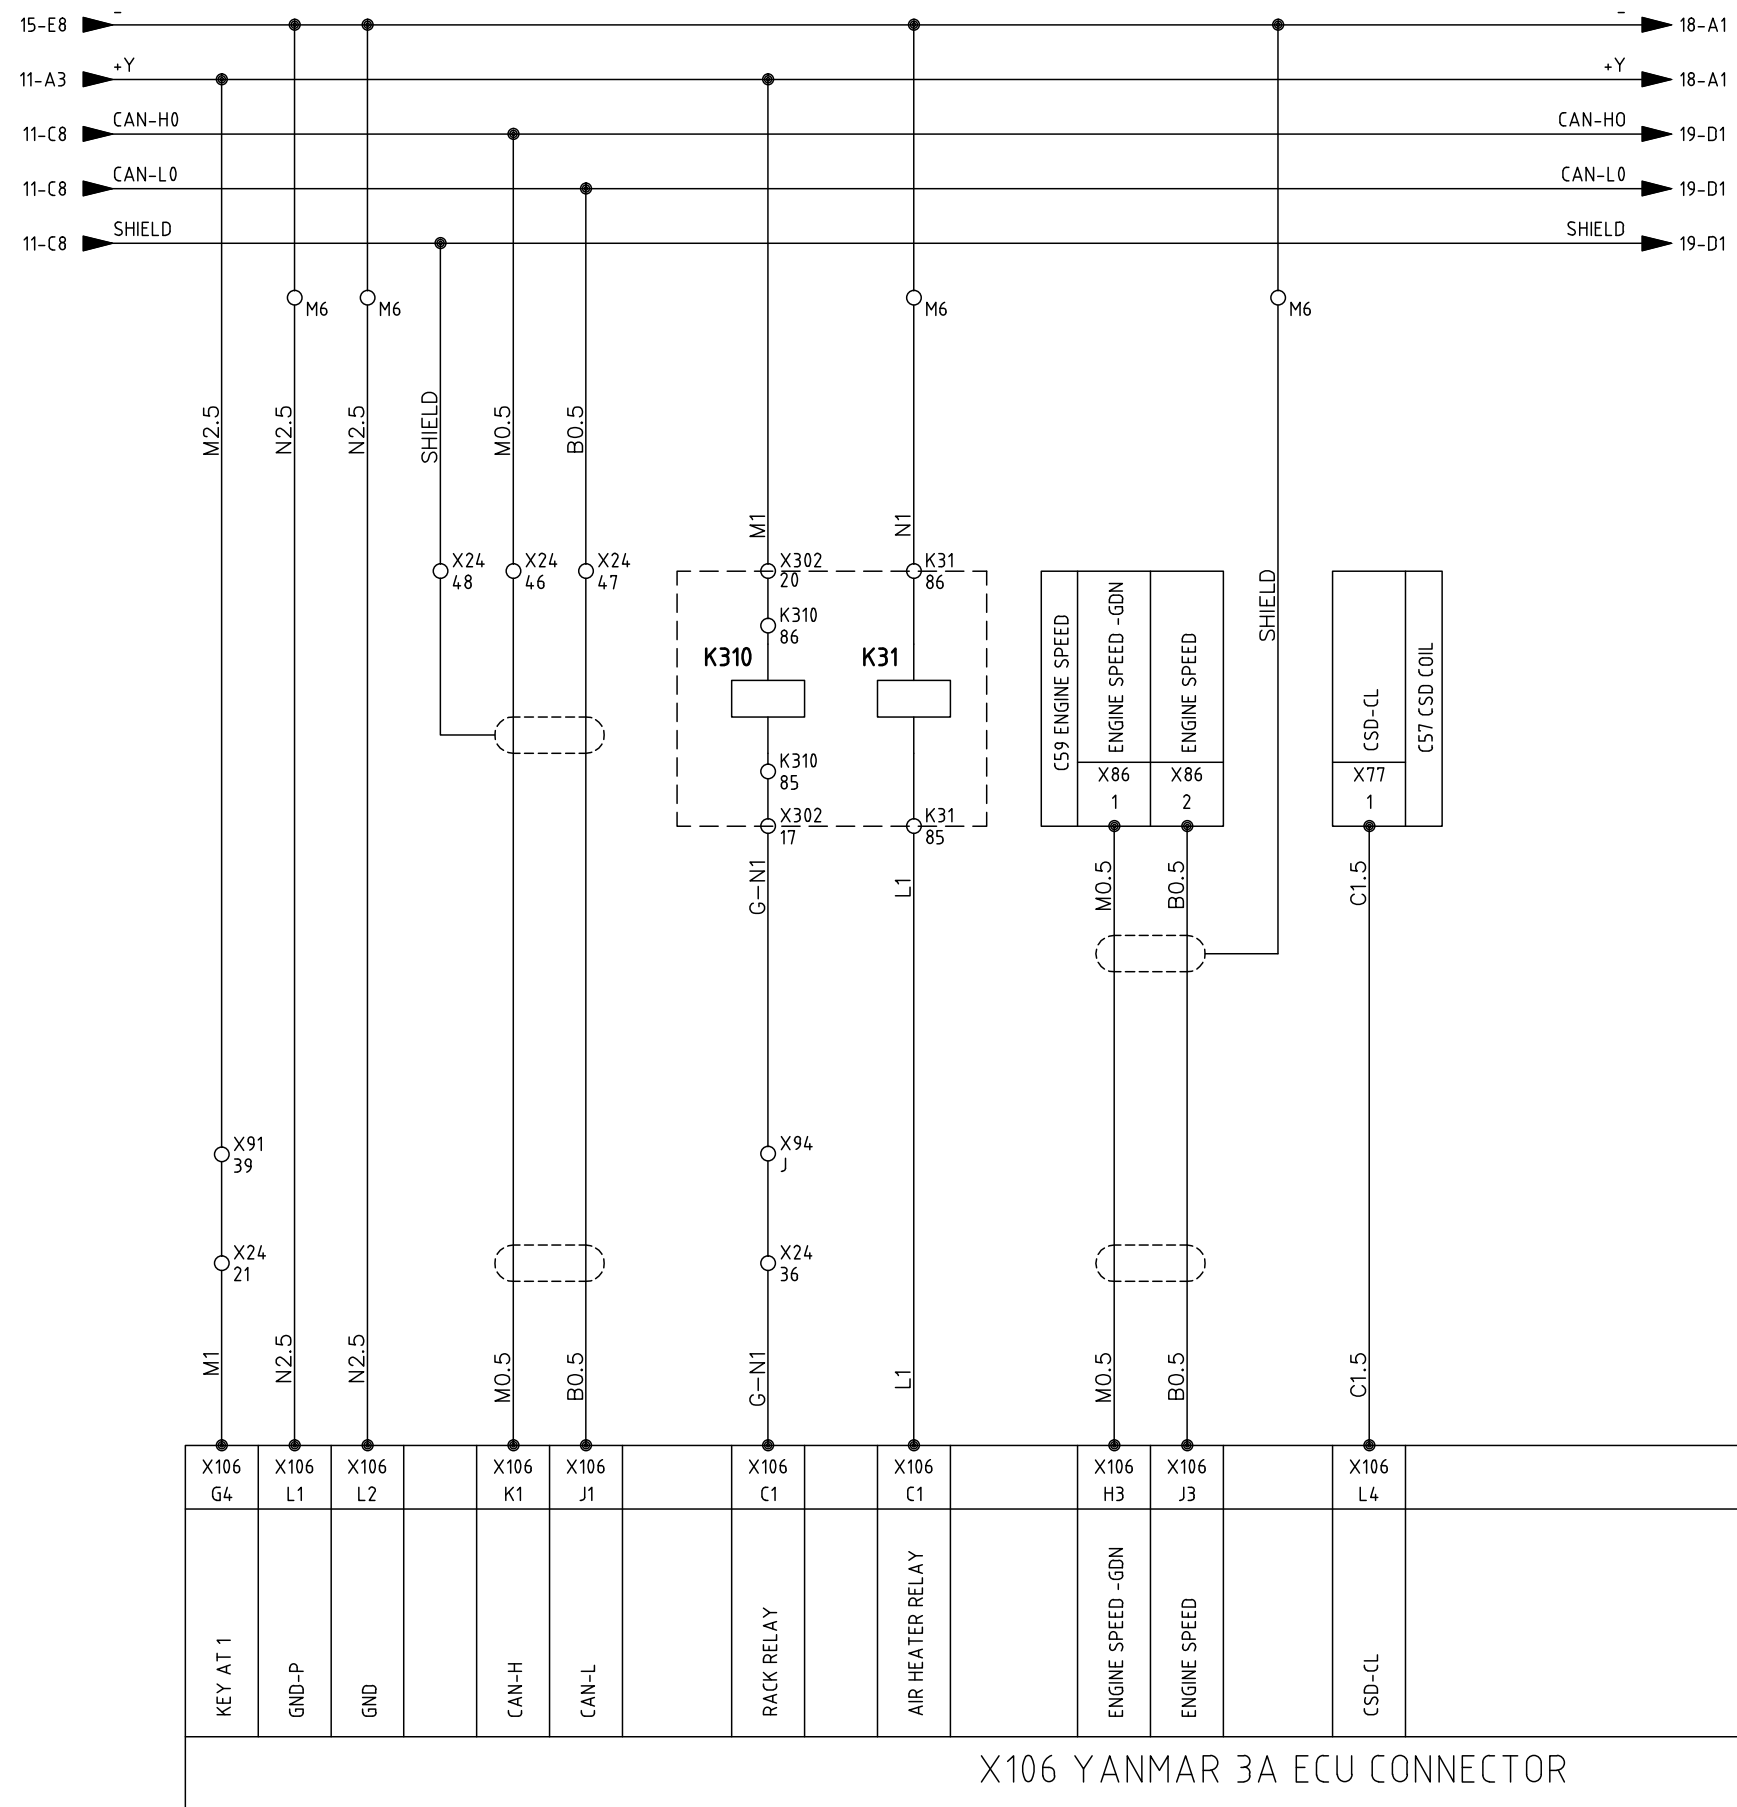 15-E8 - - 18-A1
11-A3 +Y +Y 18-A1
11-C8 CAN-H0 CAN-HO 19-D1
11-C8 CAN-L0 CAN-L0 19-D1
11-C8 SHIELD SHIELD 19-D1
M6 M6 M6 M6
M2.5 N2.5 N2.5 SHIELD M0.5 B0.5
M1 N1
X24 X24 X24 X302 K31
48 46 47 20 86
K310
86
K310 K31
SHIELD
C59 ENGINE SPEED
ENGINE SPEED -GDN
ENGINE SPEED
CSD-CL
C57 CSD COIL
K310
85
X86 X86 X77
1 2 1
X302 K31
17 85
G-N1 L1 M0.5 B0.5 C1.5
X91 X94
39 J
X24 X24
21 36
M1 N2.5 N2.5 M0.5 B0.5 G-N1 L1 M0.5 B0.5 C1.5
X106 X106 X106 X106 X106 X106 X106 X106 X106 X106
G4 L1 L2 K1 J1 C1 C1 H3 J3 L4
KEY AT 1
GND-P
GND
CAN-H
CAN-L
RACK RELAY
AIR HEATER RELAY
ENGINE SPEED -GDN
ENGINE SPEED
CSD-CL
X106 YANMAR 3A ECU CONNECTOR